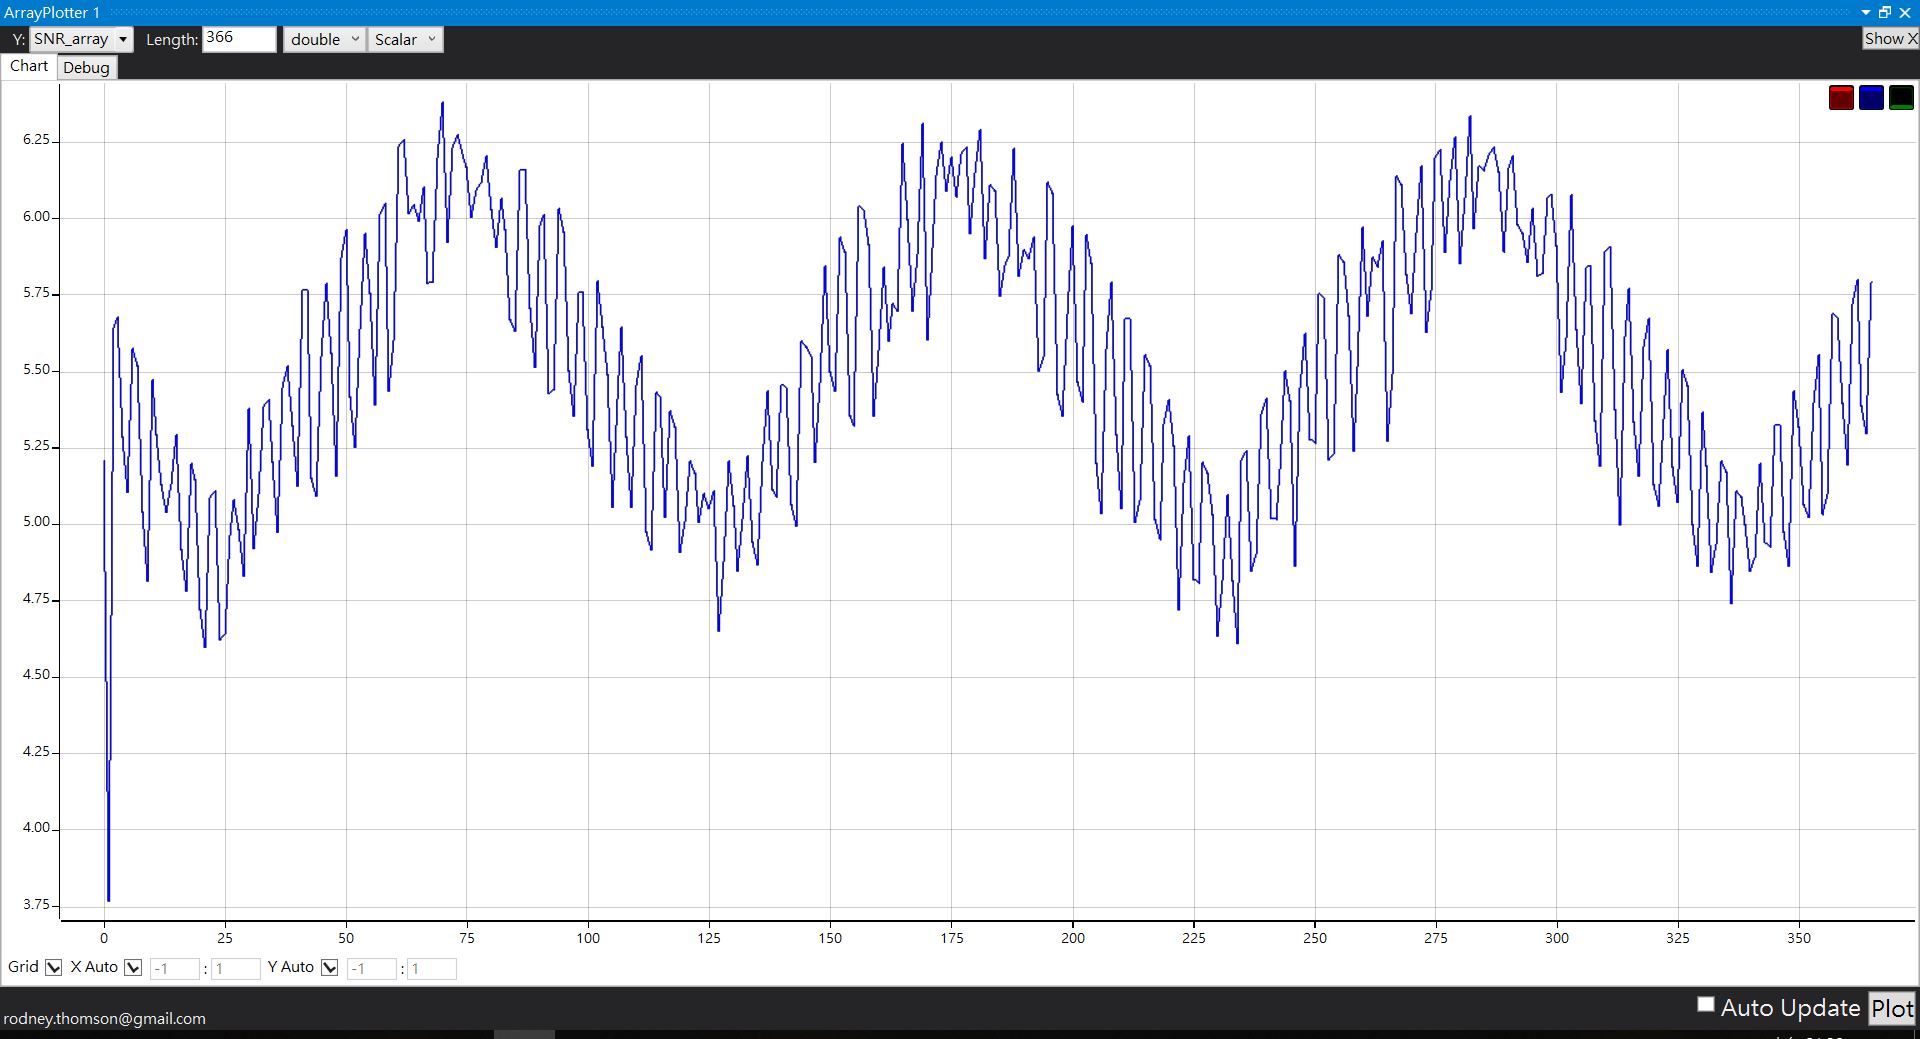 ArrayPlotter 1
Y: SNR_array Length: 366 double Scalar Show X
Chart Debug
6.25
6.00
5.75
5.50
5.25
5.00
4.75
4.50
4.25
4.00
3.75
0 25 50 75 100 125 150 175 200 225 250 275 300 325 350
Grid X Auto -1 : 1 Y Auto -1 : 1
Auto Update Plot
rodney.thomson@gmail.com